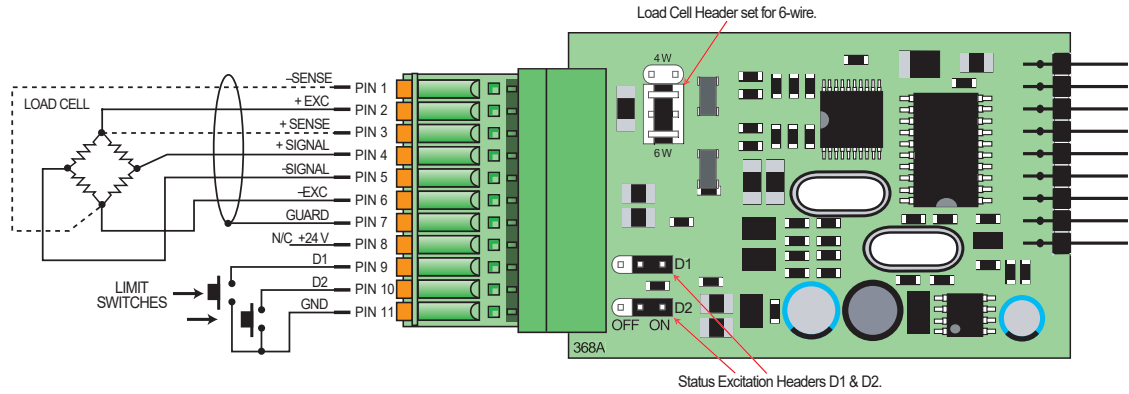 Load Cell Header set for 6-wire.
–SENSE PIN 1
LOAD CELL
+ EXC PIN 2
+ SENSE PIN 3
+ SIGNAL PIN 4
–SIGNAL PIN 5
–EXC PIN 6
GUARD PIN 7
N/C +24 V PIN 8
D1 PIN 9
LIMIT
SWITCHES
D2 PIN 10
GND PIN 11
4 W
6 W
D1
D2
OFF ON
368A
Status Excitation Headers D1 & D2.